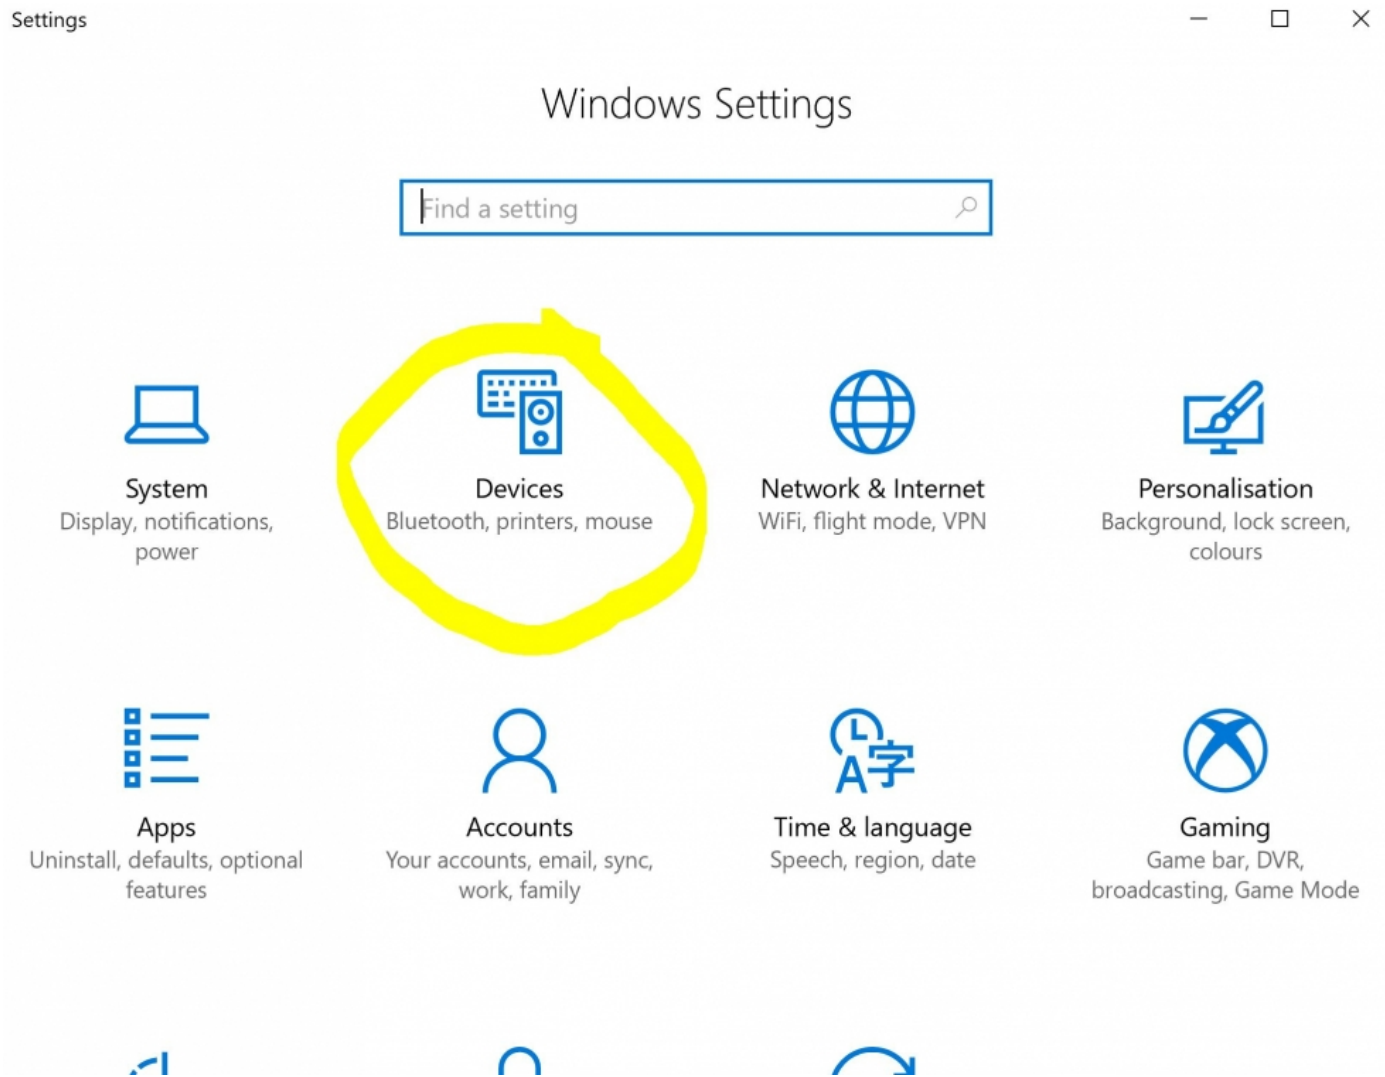 Settings
Windows Settings
Find a setting
System
Display, notifications,
power
Devices
Bluetooth, printers, mouse
Network & Internet
WiFi, flight mode, VPN
Personalisation
Background, lock screen,
colours
Apps
Uninstall, defaults, optional
features
Accounts
Your accounts, email, sync,
work, family
Time & language
Speech, region, date
Gaming
Game bar, DVR,
broadcasting, Game Mode